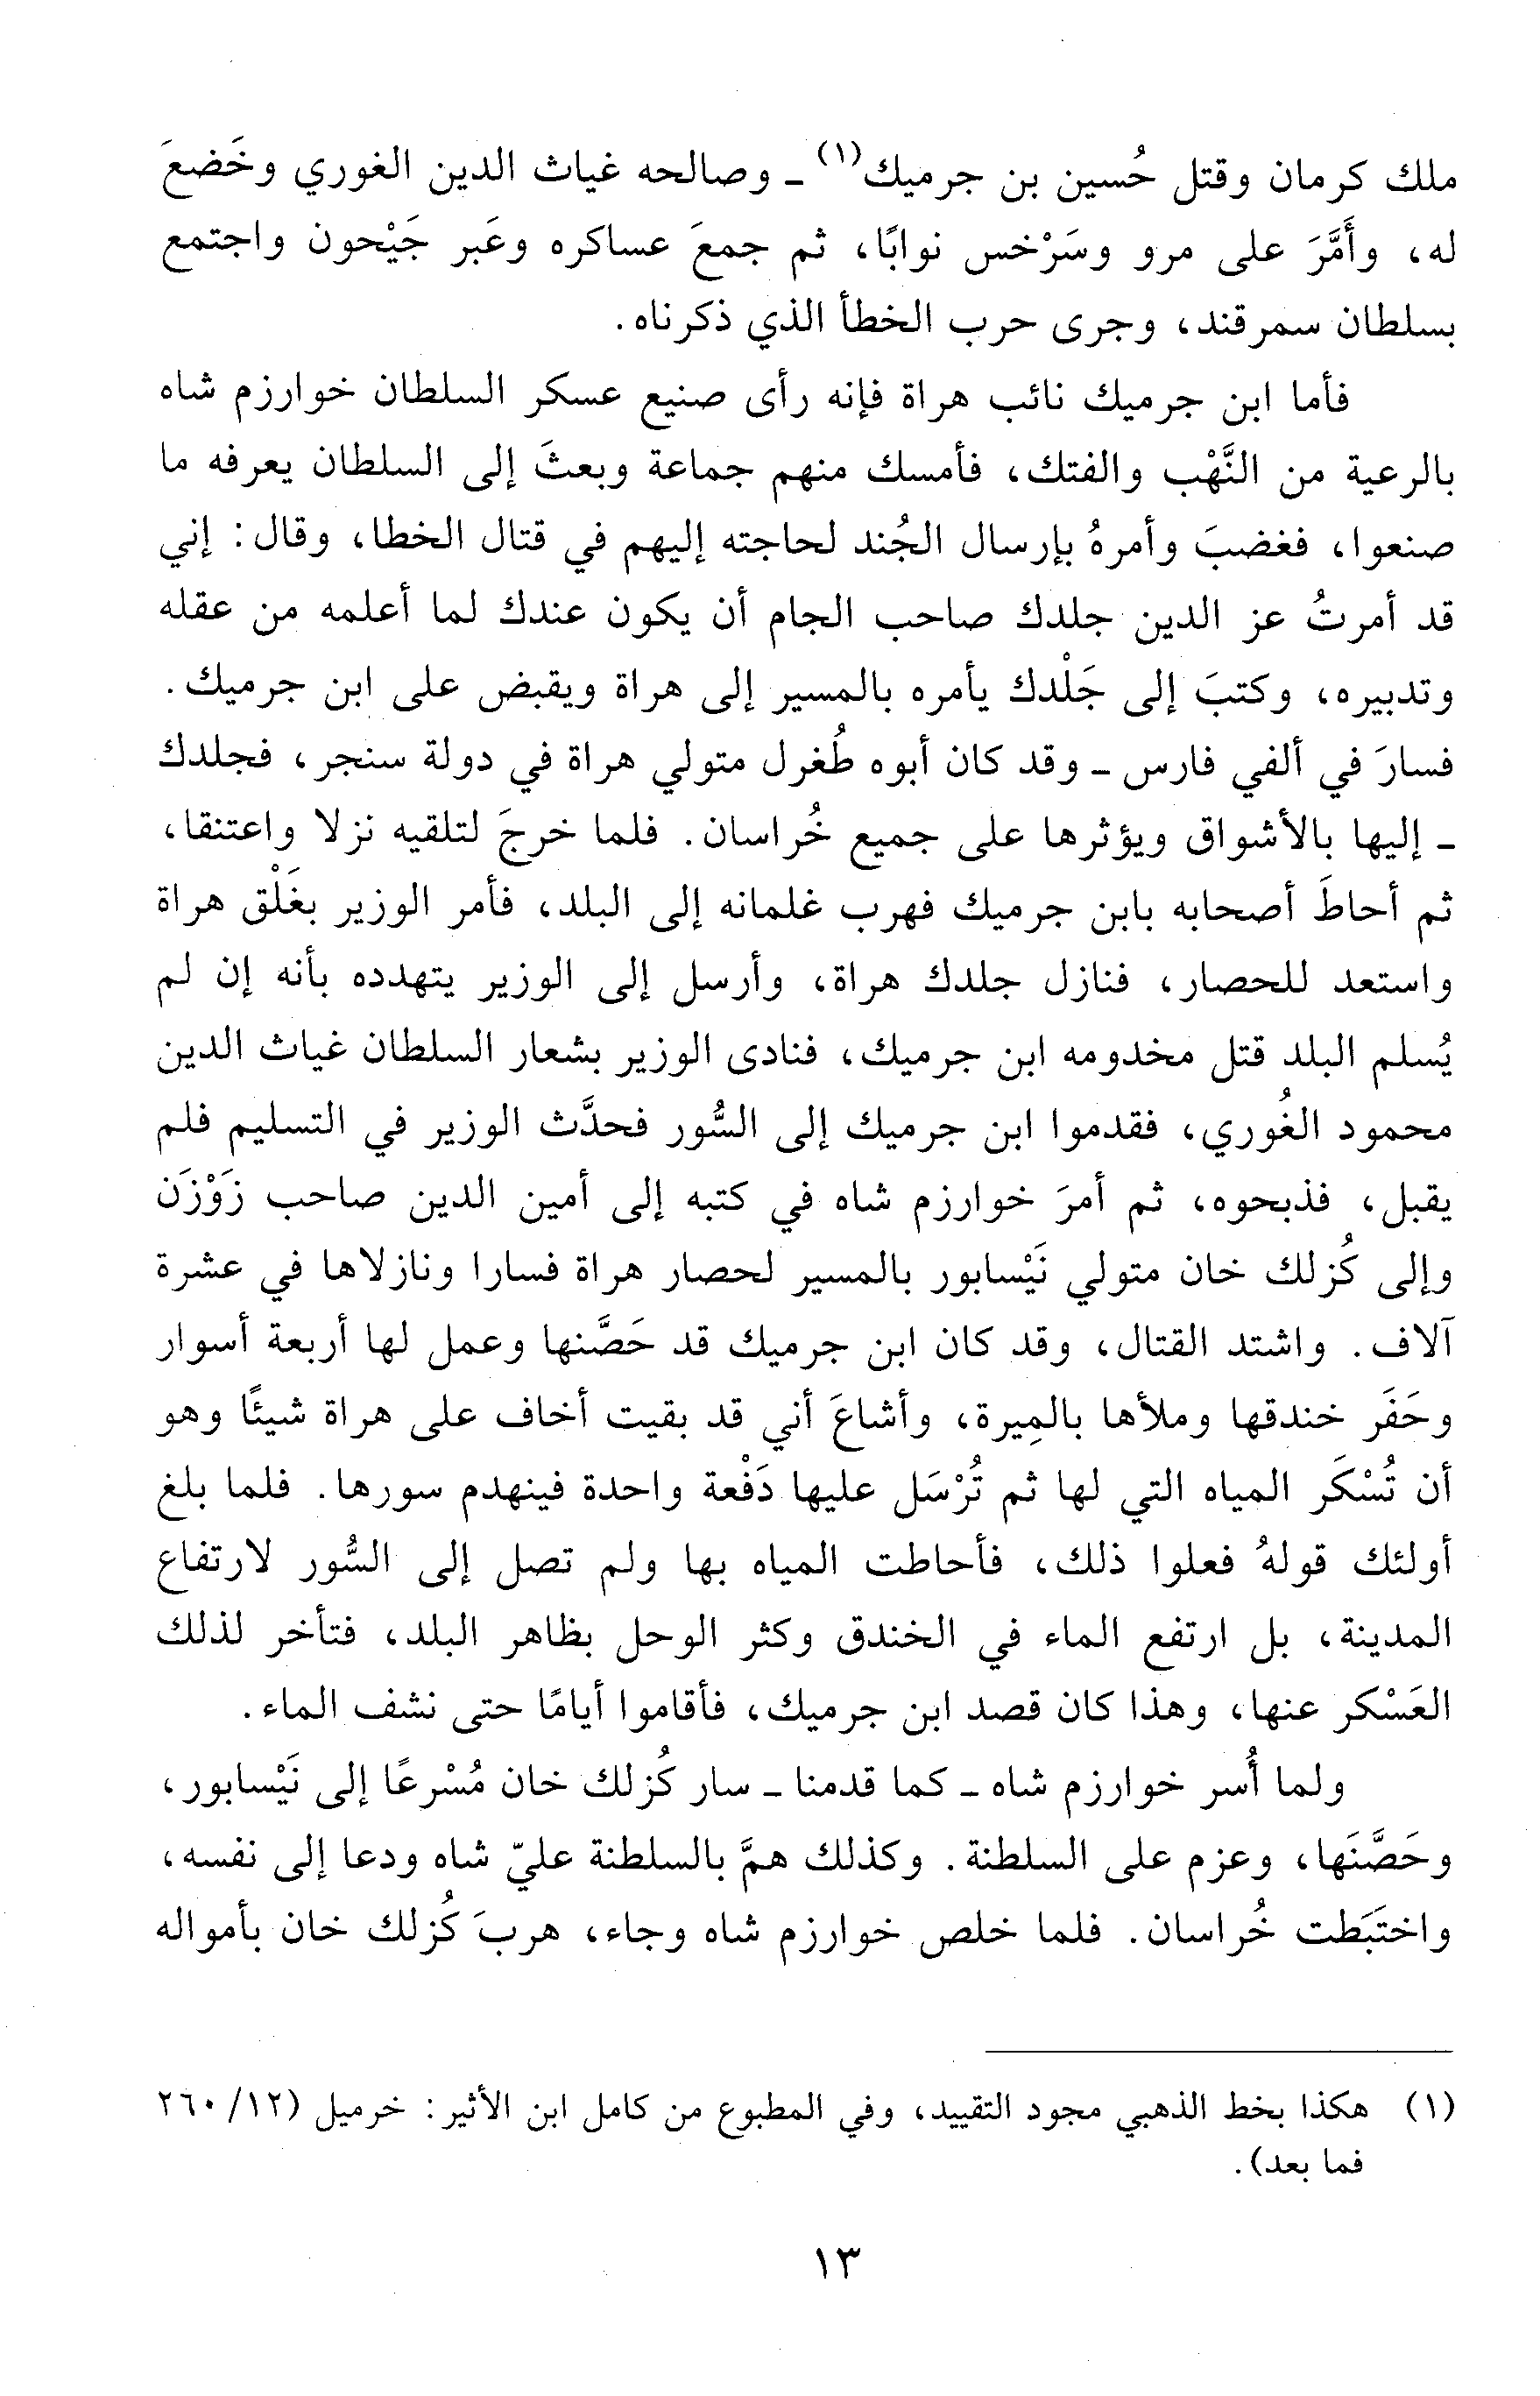 ملك كرمان وقتل حُسين بن جرميك(١) ـ وصالحه غياث الدين الغوري وخَضعَ
له، وأَمَّرَ على مرو وسَرْخس نوابًا، ثم جمعَ عساكره وعَبر جَيْحون واجتمع
بسلطان سمرقند، وجرى حرب الخطأ الذي ذكرناه.
فأما ابن جرميك نائب هراة فإنه رأى صنيع عسكر السلطان خوارزم شاه
بالرعية من النَّهْب والفتك، فأمسك منهم جماعة وبعثَ إلى السلطان يعرفه ما
صنعوا، فغضبَ وأمرهُ بإرسال الجُند لحاجته إليهم في قتال الخطا، وقال: إني
قد أمرتُ عز الدين جلدك صاحب الجام أن يكون عندك لما أعلمه من عقله
وتدبيره، وكتبَ إلى جَلْدك يأمره بالمسير إلى هراة ويقبض على ابن جرميك.
فسارَ في ألفي فارس ـ وقد كان أبوه طُغرل متولي هراة في دولة سنجر، فجلدك
ـ إليها بالأشواق ويؤثرها على جميع خُراسان. فلما خرجَ لتلقيه نزلا واعتنقا،
ثم أحاطَ أصحابه بابن جرميك فهرب غلمانه إلى البلد، فأمر الوزير بغَلْق هراة
واستعد للحصار، فنازل جلدك هراة، وأرسل إلى الوزير يتهدده بأنه إن لم
يُسلم البلد قتل مخدومه ابن جرميك، فنادى الوزير بشعار السلطان غياث الدين
محمود الغُوري، فقدموا ابن جرميك إلى السُّور فحدَّث الوزير في التسليم فلم
يقبل، فذبحوه، ثم أمرَ خوارزم شاه في كتبه إلى أمين الدين صاحب زَوْزَن
وإلى كُزلك خان متولي نَيْسابور بالمسير لحصار هراة فسارا ونازلاها في عشرة
آلاف. واشتد القتال، وقد كان ابن جرميك قد حَصَّنها وعمل لها أربعة أسوار
وحَفَر خندقها وملأها بالمِيرة، وأشاعَ أني قد بقيت أخاف على هراة شيئًا وهو
أن تُسْكَر المياه التي لها ثم تُرْسَل عليها دَفْعة واحدة فينهدم سورها. فلما بلغ
أولئك قولهُ فعلوا ذلك، فأحاطت المياه بها ولم تصل إلى السُّور لارتفاع
المدينة، بل ارتفع الماء في الخندق وكثر الوحل بظاهر البلد، فتأخر لذلك
العَسْكر عنها، وهذا كان قصد ابن جرميك، فأقاموا أيامًا حتى نشف الماء.
ولما أُسر خوارزم شاه ـ كما قدمنا ـ سار كُزلك خان مُسْرعًا إلى نَيْسابور،
وحَصَّنَها، وعزم على السلطنة. وكذلك همَّ بالسلطنة عليّ شاه ودعا إلى نفسه،
واختَبَطت خُراسان. فلما خلص خوارزم شاه وجاء، هربَ كُزلك خان بأمواله
(١) هكذا بخط الذهبي مجود التقييد، وفي المطبوع من كامل ابن الأثير: خرميل (١٢/ ٢٦٠
فما بعد).
١٣